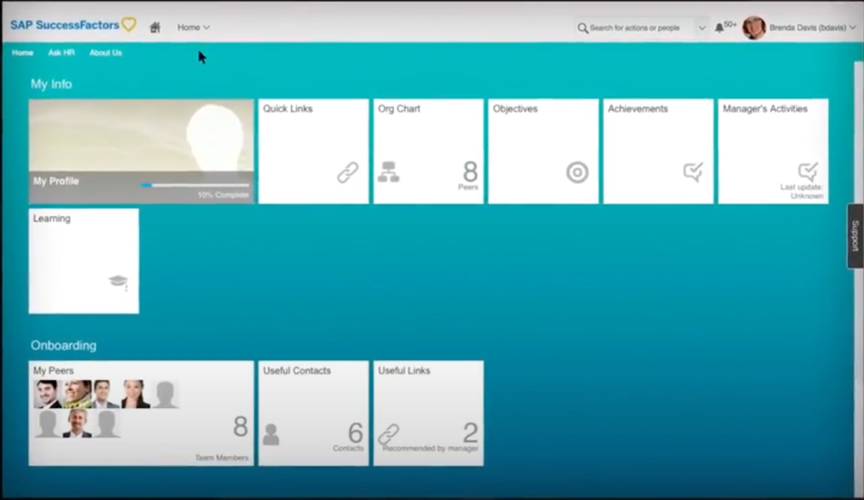 SAP SuccessFactors
Home
Search for actions or people
50+
Brenda Davis (bdavis)
Home
Ask HR
About Us
My Info
My Profile
10% Complete
Quick Links
Org Chart
8
Peers
Objectives
Achievements
Manager's Activities
Last update:
Unknown
Learning
Support
Onboarding
My Peers
8
Team Members
Useful Contacts
6
Contacts
Useful Links
2
Recommended by manager